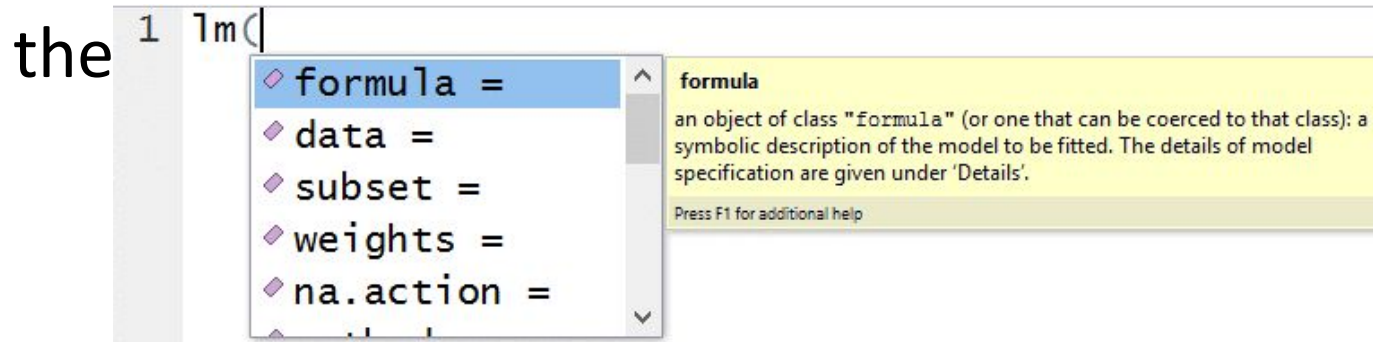 the
1 lm(
formula =
data =
subset =
weights =
na.action =
formula
an object of class "formula" (or one that can be coerced to that class): a
symbolic description of the model to be fitted. The details of model
specification are given under ‘Details’.
Press F1 for additional help